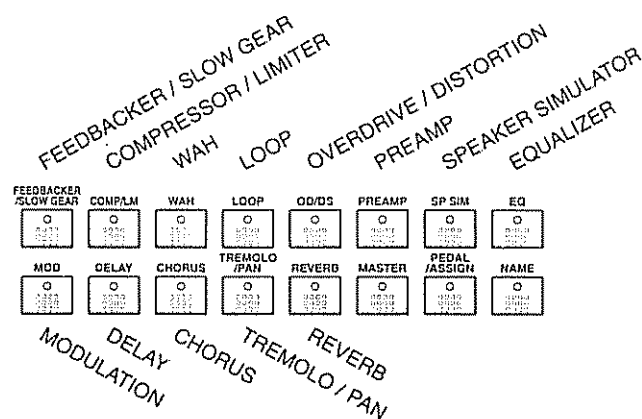 FEEDBACKER / SLOW GEAR
COMPRESSOR / LIMITER
WAH
LOOP
OVERDRIVE / DISTORTION
PREAMP
SPEAKER SIMULATOR
EQUALIZER
FEEDBACKER
/SLOW GEAR
COMP/LM
WAH
LOOP
OD/DS
PREAMP
SP SIM
EQ
MOD
DELAY
CHORUS
TREMOLO
/PAN
REVERB
MASTER
PEDAL
/ASSIGN
NAME
MODULATION
DELAY
CHORUS
TREMOLO / PAN
REVERB